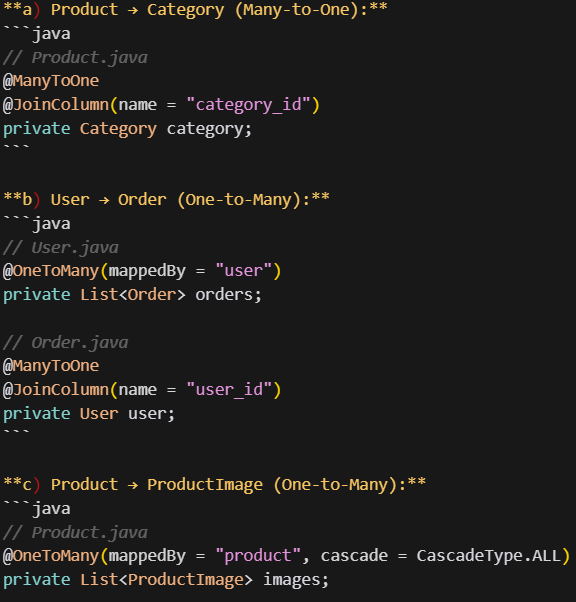 **a) Product → Category (Many-to-One):**
```java
// Product.java
@ManyToOne
@JoinColumn(name = "category_id")
private Category category;
```
**b) User → Order (One-to-Many):**
```java
// User.java
@OneToMany(mappedBy = "user")
private List<Order> orders;
// Order.java
@ManyToOne
@JoinColumn(name = "user_id")
private User user;
```
**c) Product → ProductImage (One-to-Many):**
```java
// Product.java
@OneToMany(mappedBy = "product", cascade = CascadeType.ALL)
private List<ProductImage> images;